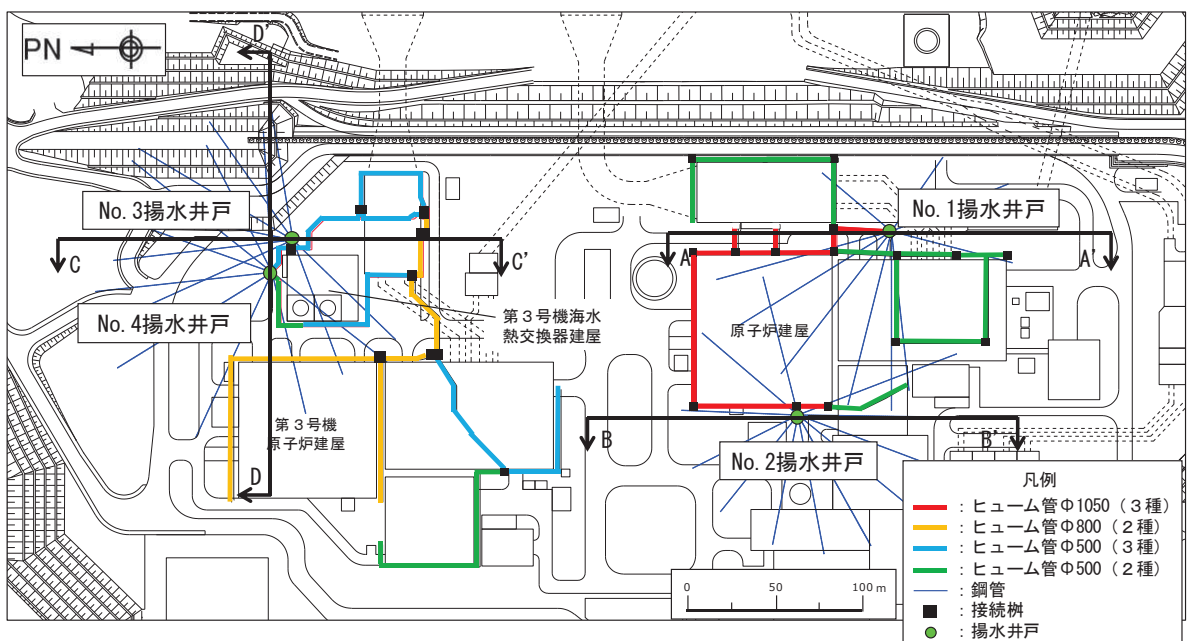 PN
D'
No. 3揚水井戸
No. 1揚水井戸
C
C'
A
A'
No. 4揚水井戸
第３号機海水
熱交換器建屋
原子炉建屋
第３号機
原子炉建屋
D
B
B'
No. 2揚水井戸
凡例
：ヒューム管Φ1050（３種）
：ヒューム管Φ800（２種）
：ヒューム管Φ500（３種）
：ヒューム管Φ500（２種）
：鋼管
：接続桝
：揚水井戸
0 50 100 m